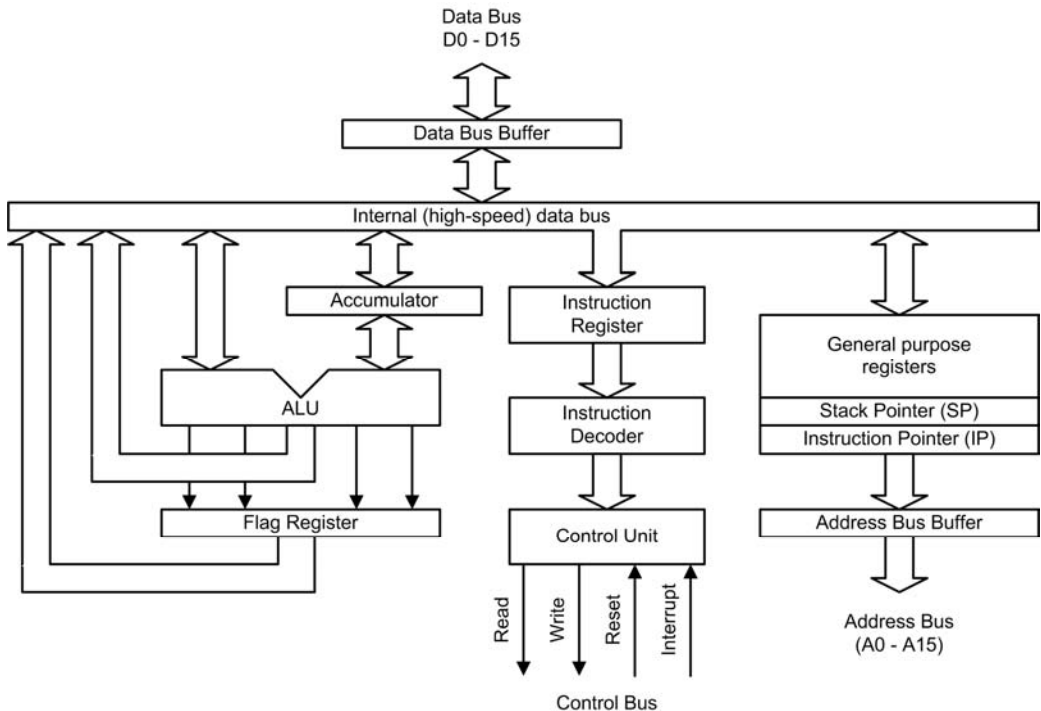 Data Bus
D0 - D15
Data Bus Buffer
Internal (high-speed) data bus
Accumulator
Instruction
Register
General purpose
registers
ALU
Instruction
Decoder
Stack Pointer (SP)
Instruction Pointer (IP)
Flag Register
Control Unit
Address Bus Buffer
Read
Write
Reset
Interrupt
Address Bus
(A0 - A15)
Control Bus